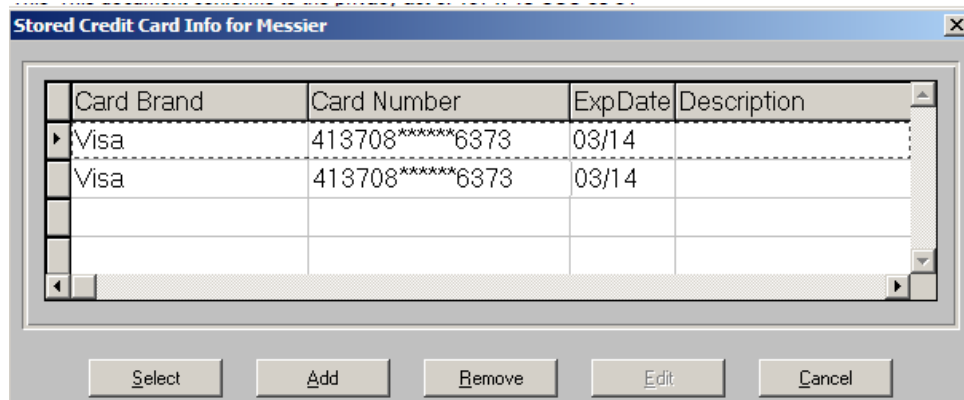 Stored Credit Card Info for Messier
Card Brand Card Number ExpDate Description
Visa 413708******6373 03/14
Visa 413708******6373 03/14
Select Add Remove Edit Cancel